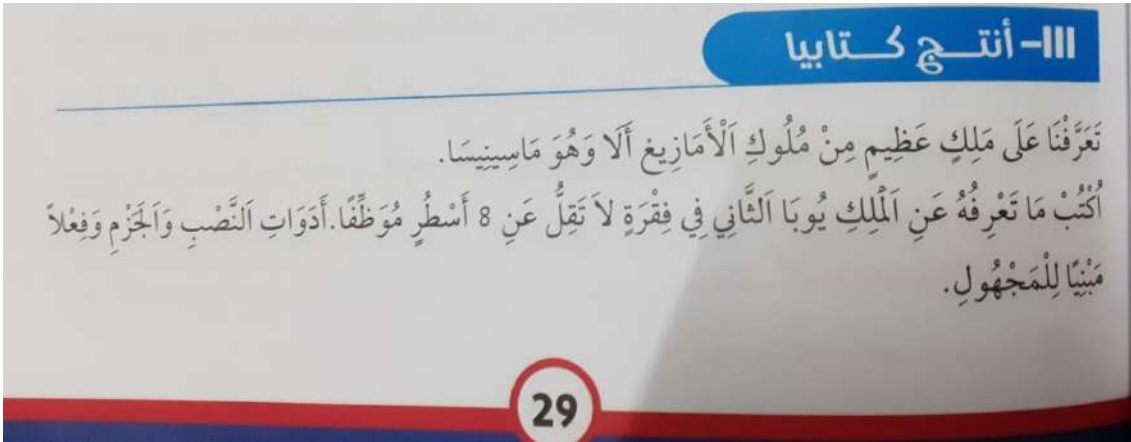 III- أنتج كتابيا
تَعَرَّفْنَا عَلَى مَلِكٍ عَظِيمٍ مِنْ مُلُوكِ اَلْأَمَازِيغِ أَلَا وَهُوَ مَاسِينِيسَا.
اُكْتُبْ مَا تَعْرِفُهُ عَنِ اَلْمَلِكِ يُوبَا اَلثَّانِي فِي فِقْرَةٍ لاَ تَقِلُّ عَنِ 8 أَسْطُرٍ مُوَظِّفًا.أَدَوَاتِ اَلنَّصْبِ وَاَلْجَزْمِ وَفِعْلاً
مَبْنِيًّا لِلْمَجْهُولِ.
29